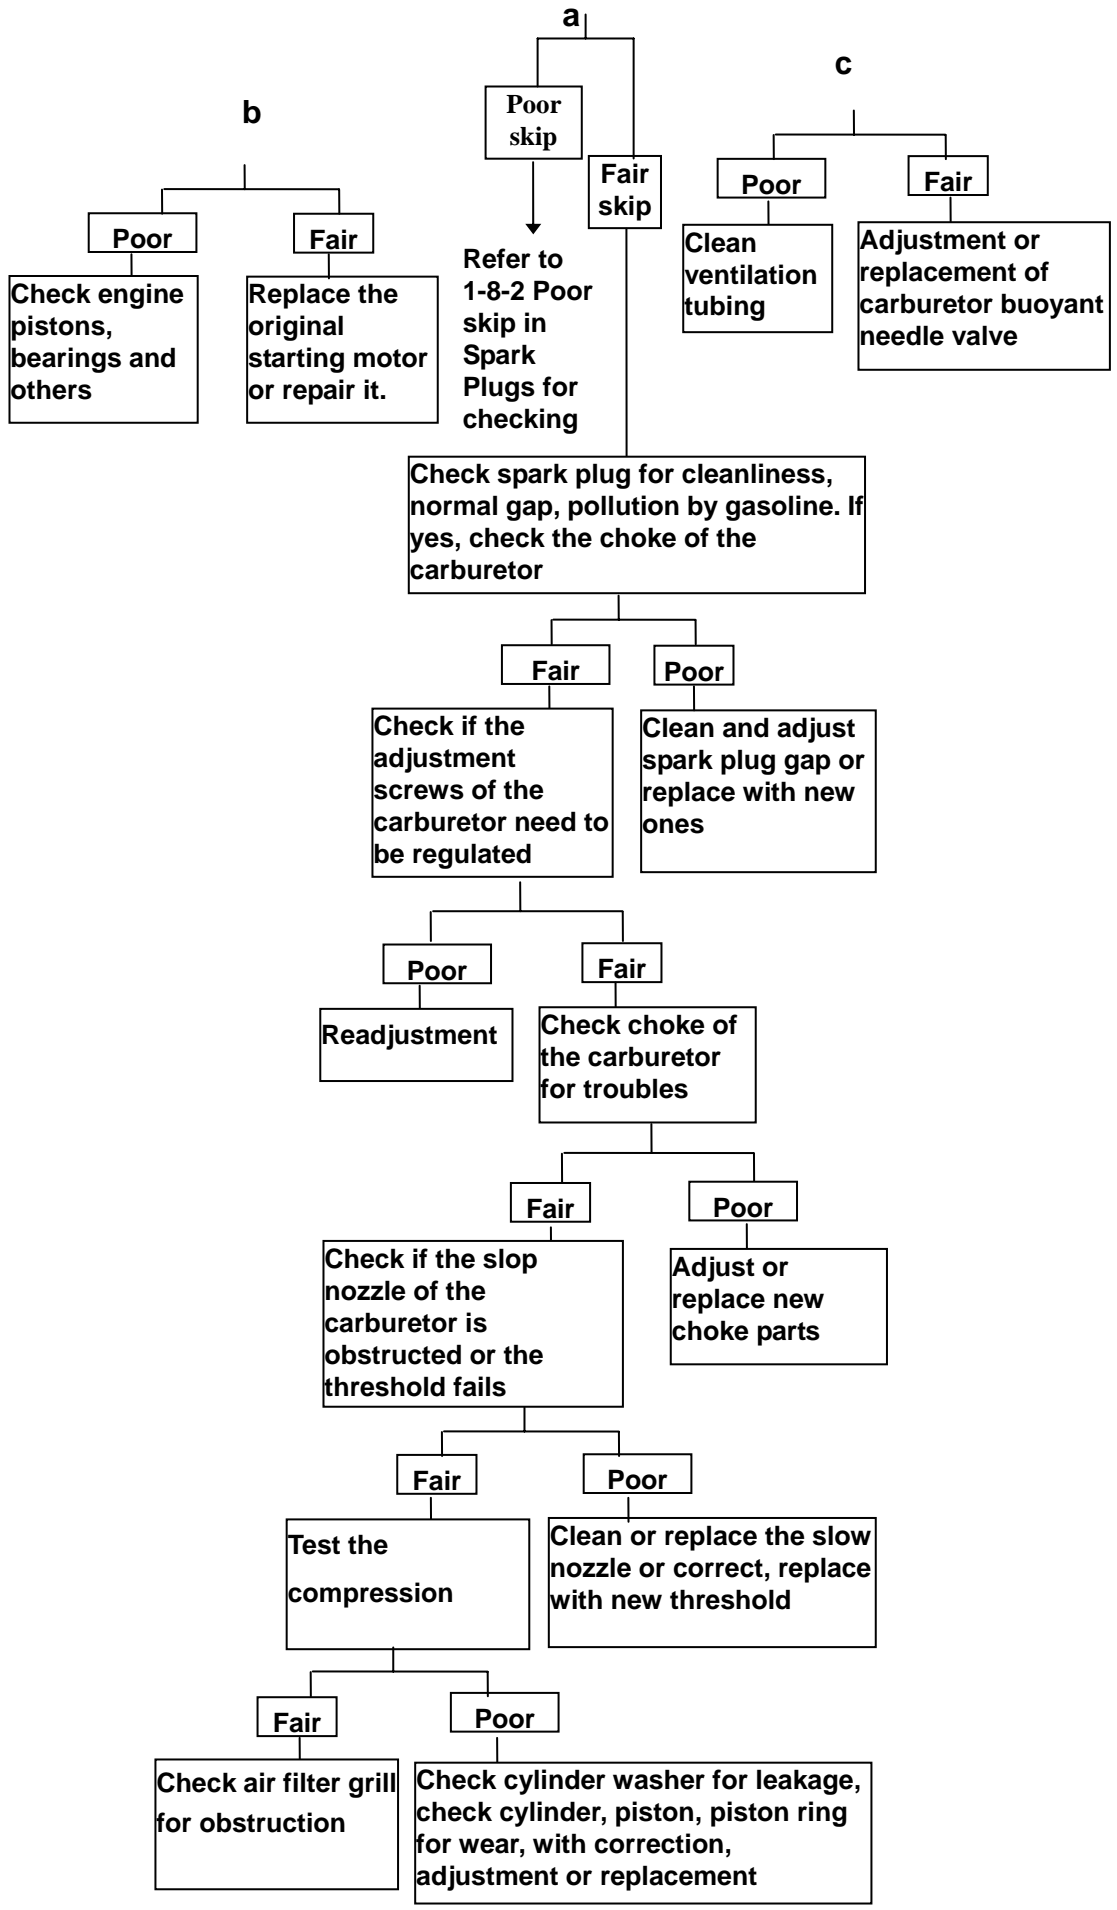 a
c
b
Poor
skip
Fair
skip
Poor
Fair
Poor
Fair
Clean
ventilation
tubing
Adjustment or
replacement of
carburetor buoyant
needle valve
Check engine
pistons,
bearings and
others
Replace the
original
starting motor
or repair it.
Refer to
1-8-2 Poor
skip in
Spark
Plugs for
checking
Check spark plug for cleanliness,
normal gap, pollution by gasoline. If
yes, check the choke of the
carburetor
Fair
Poor
Check if the
adjustment
screws of the
carburetor need to
be regulated
Clean and adjust
spark plug gap or
replace with new
ones
Poor
Fair
Readjustment
Check choke of
the carburetor
for troubles
Fair
Poor
Check if the slop
nozzle of the
carburetor is
obstructed or the
threshold fails
Adjust or
replace new
choke parts
Fair
Poor
Test the
compression
Clean or replace the slow
nozzle or correct, replace
with new threshold
Fair
Poor
Check air filter grill
for obstruction
Check cylinder washer for leakage,
check cylinder, piston, piston ring
for wear, with correction,
adjustment or replacement